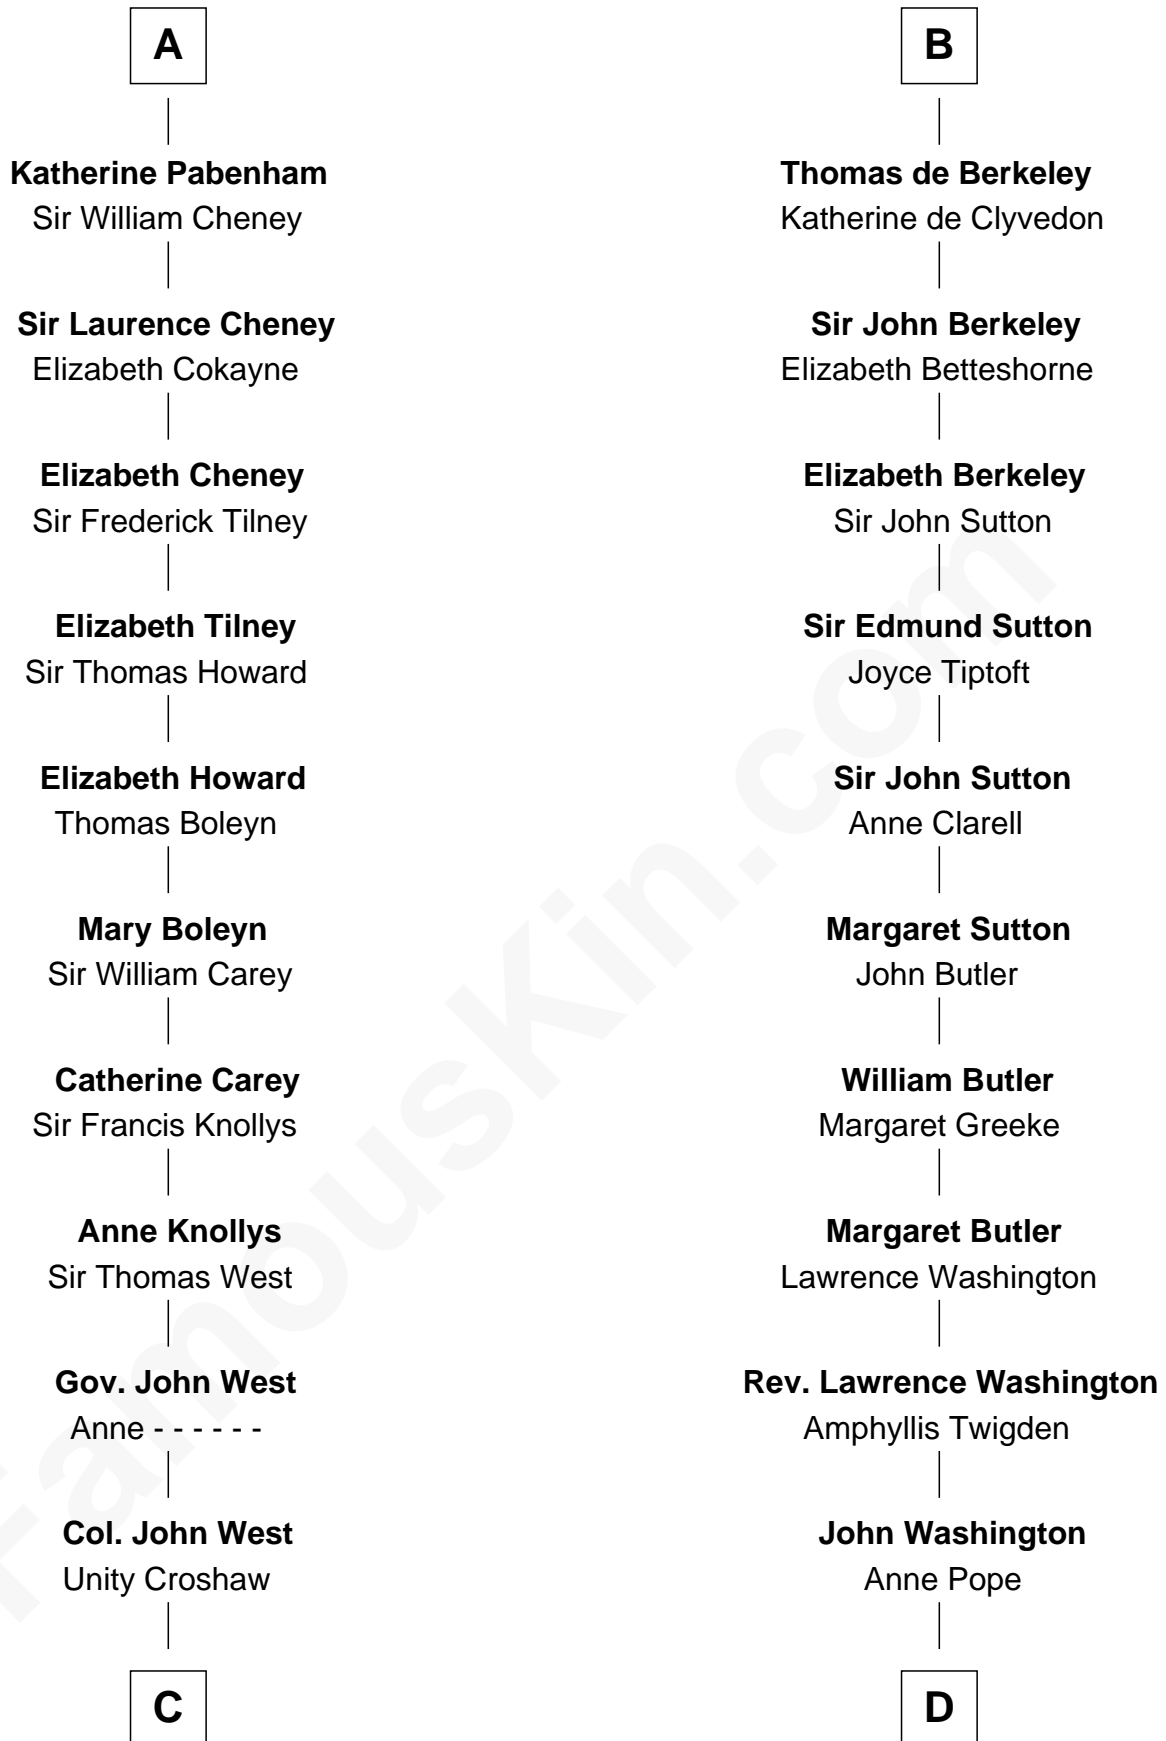 A
Katherine Pabenham
Sir William Cheney
Sir Laurence Cheney
Elizabeth Cokayne
Elizabeth Cheney
Sir Frederick Tilney
Elizabeth Tilney
Sir Thomas Howard
Elizabeth Howard
Thomas Boleyn
Mary Boleyn
Sir William Carey
Catherine Carey
Sir Francis Knollys
Anne Knollys
Sir Thomas West
Gov. John West
Anne - - - - - -
Col. John West
Unity Croshaw
C
B
Thomas de Berkeley
Katherine de Clyvedon
Sir John Berkeley
Elizabeth Betteshorne
Elizabeth Berkeley
Sir John Sutton
Sir Edmund Sutton
Joyce Tiptoft
Sir John Sutton
Anne Clarell
Margaret Sutton
John Butler
William Butler
Margaret Greeke
Margaret Butler
Lawrence Washington
Rev. Lawrence Washington
Amphyllis Twigden
John Washington
Anne Pope
D
FamousKin.com